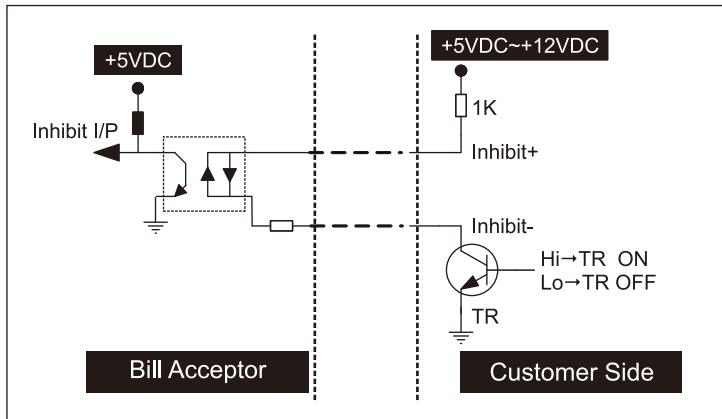 +5VDC
+5VDC~+12VDC
1K
Inhibit I/P
Inhibit+
Inhibit-
Hi→TR ON
Lo→TR OFF
TR
Bill Acceptor
Customer Side